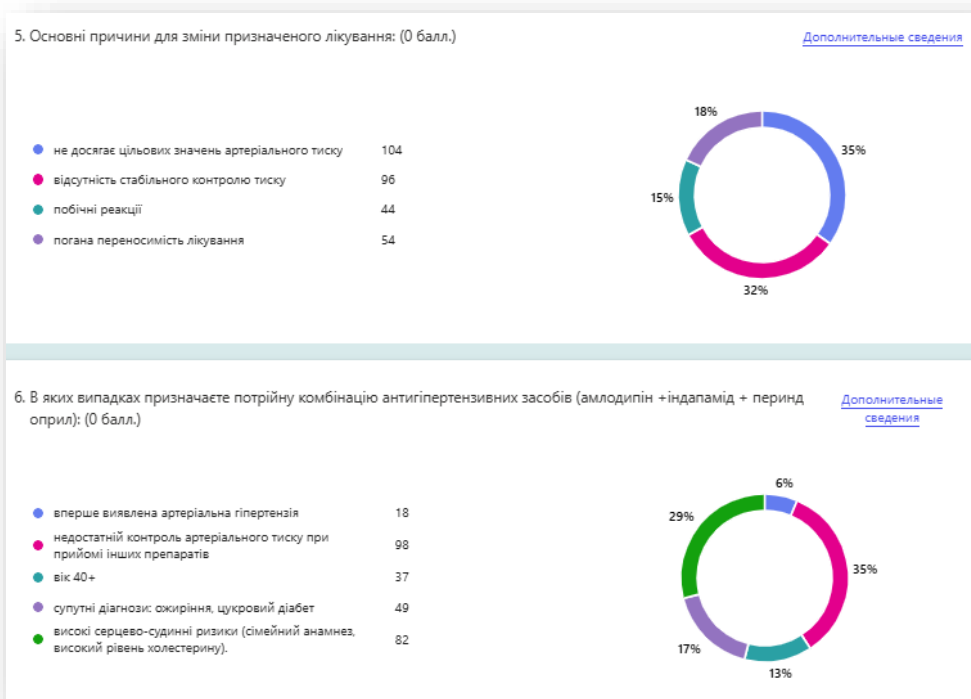 5. Основні причини для зміни призначеного лікування: (0 балл.)
Дополнительные сведения
не досягає цільових значень артеріального тиску 104
відсутність стабільного контролю тиску 96
побічні реакції 44
погана переносимість лікування 54
18%
35%
15%
32%
6. В яких випадках призначаєте потрійну комбінацію антигіпертензивних засобів (амлодипін +індапамід + перинд
оприл): (0 балл.)
Дополнительные
сведения
вперше виявлена артеріальна гіпертензія 18
недостатній контроль артеріального тиску при
прийомі інших препаратів 98
вік 40+ 37
супутні діагнози: ожиріння, цукровий діабет 49
високі серцево-судинні ризики (сімейний анамнез,
високий рівень холестерину). 82
6%
29%
35%
17%
13%